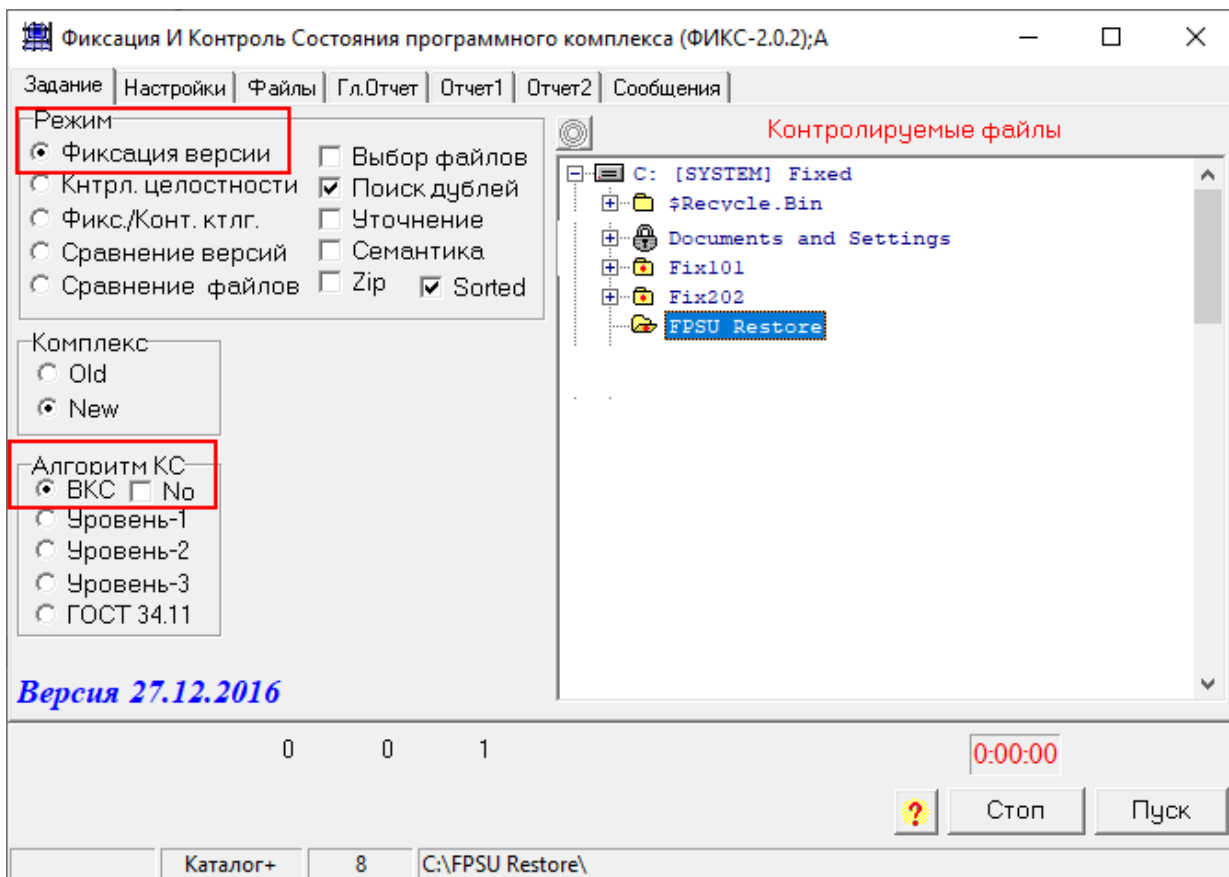 Фиксация И Контроль Состояния программного комплекса (ФИКС-2.0.2);А
Задание Настройки Файлы Гл.Отчет Отчет1 Отчет2 Сообщения
Режим
Фиксация версии
Кнтрл. целостности
Фикс./Конт. ктлг.
Сравнение версий
Сравнение файлов
Выбор файлов
Поиск дублей
Уточнение
Семантика
Zip Sorted
Комплекс
Old
New
Алгоритм КС
ВКС No
Уровень-1
Уровень-2
Уровень-3
ГОСТ 34.11
Версия 27.12.2016
Контролируемые файлы
C: [SYSTEM] Fixed
$Recycle.Bin
Documents and Settings
Fix101
Fix202
FPSU Restore
0 0 1
0:00:00
? Стоп Пуск
Каталог+ 8 C:\FPSU Restore\